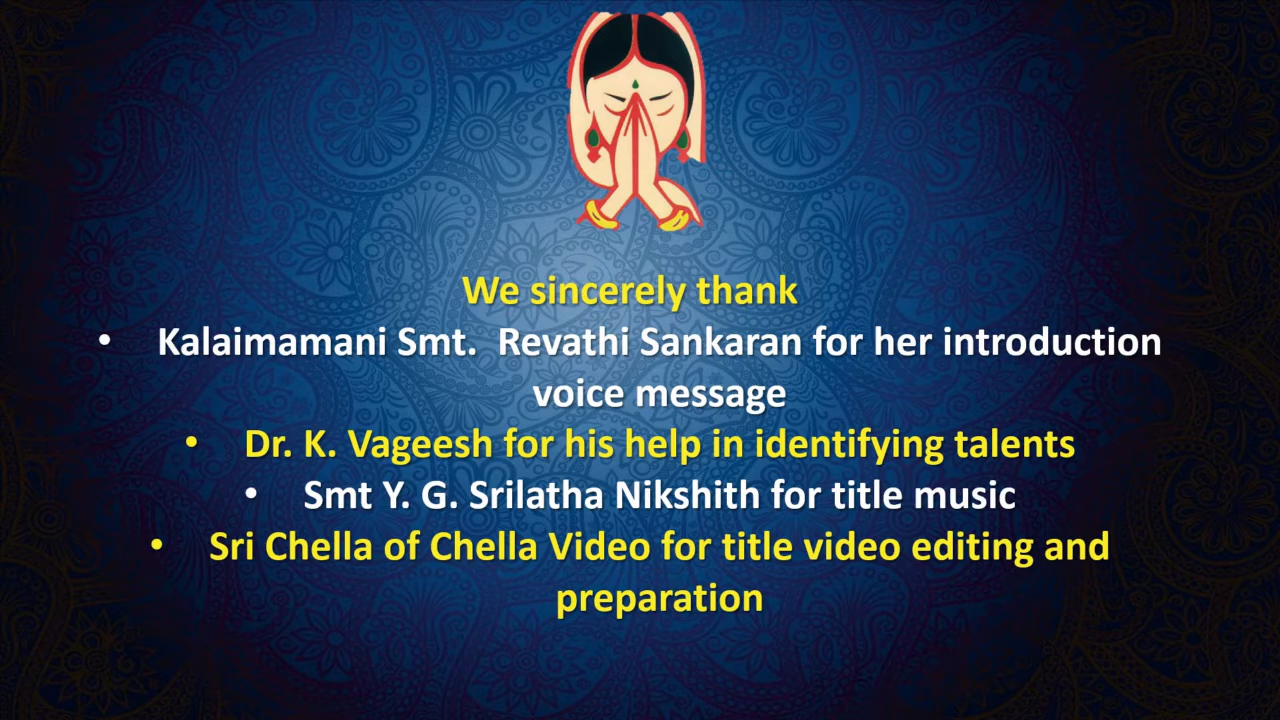 We sincerely thank
• Kalaimamani Smt.  Revathi Sankaran for her introduction
voice message
• Dr. K. Vageesh for his help in identifying talents
• Smt Y. G. Srilatha Nikshith for title music
• Sri Chella of Chella Video for title video editing and
preparation